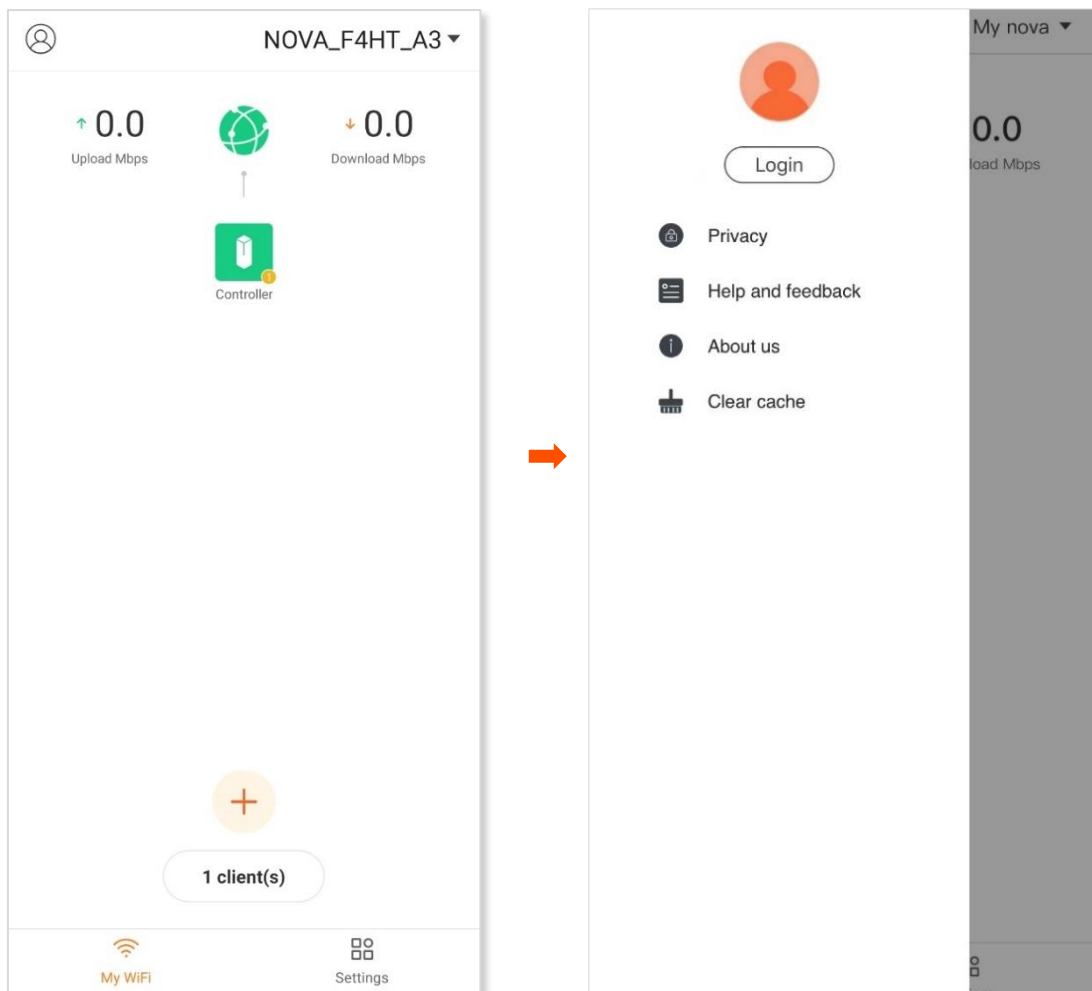 NOVA_F4HT_A3
0.0
Upload Mbps
0.0
Download Mbps
1
Controller
1 client(s)
My WiFi
Settings
My nova
0.0
load Mbps
Login
Privacy
Help and feedback
About us
Clear cache